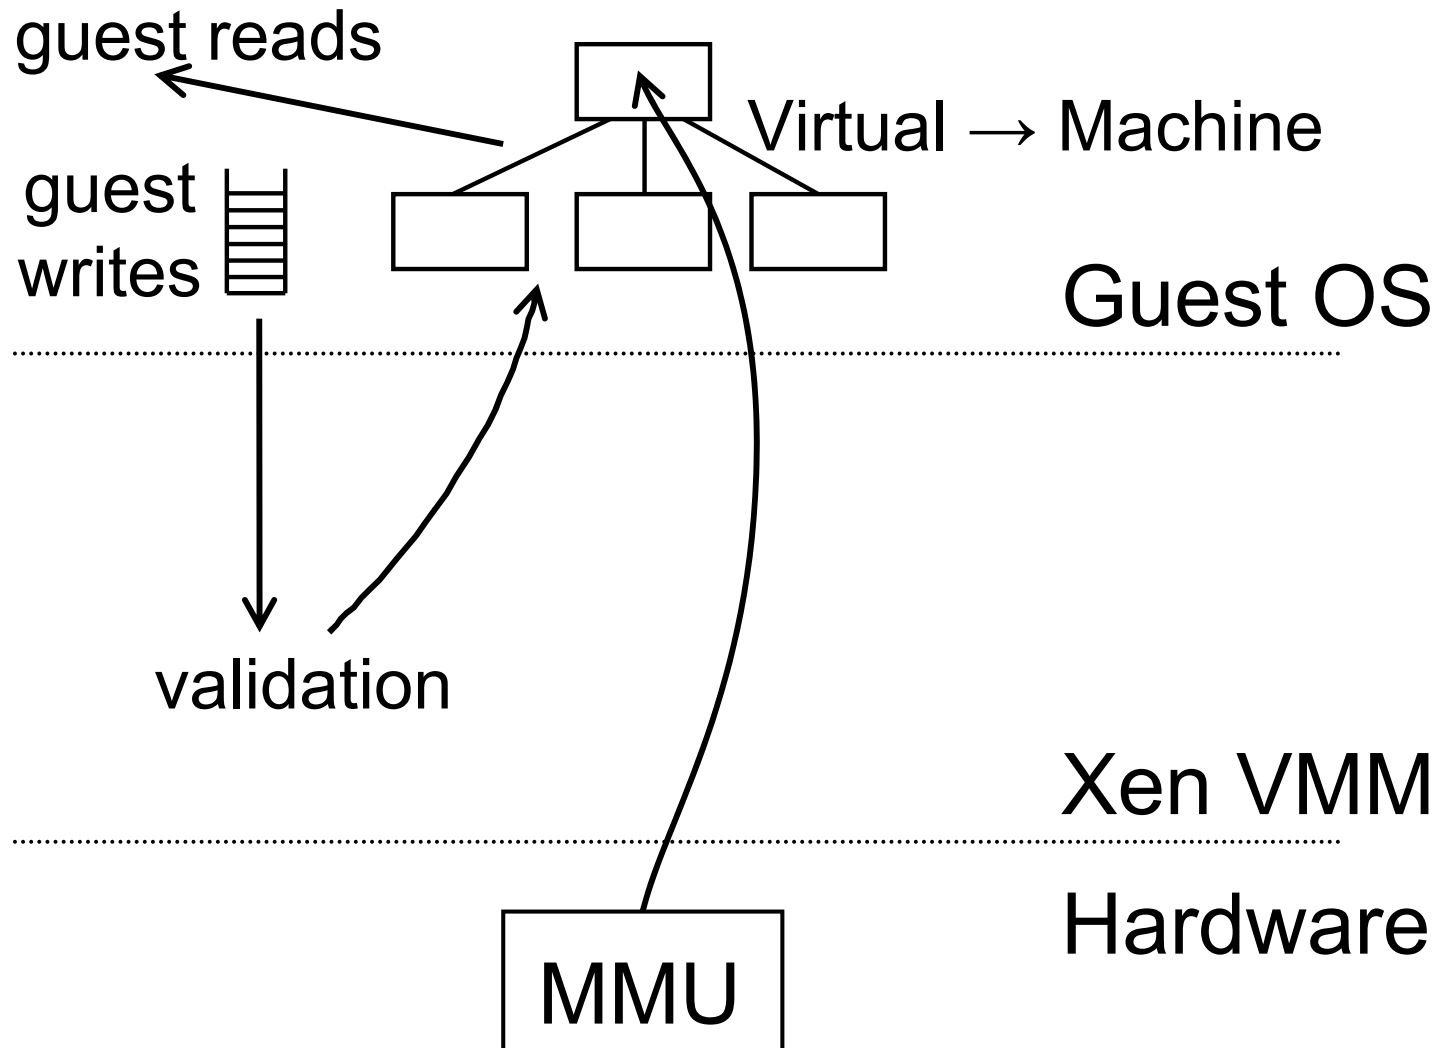 guest reads
Virtual → Machine
guest
writes
Guest OS
validation
Xen VMM
Hardware
MMU